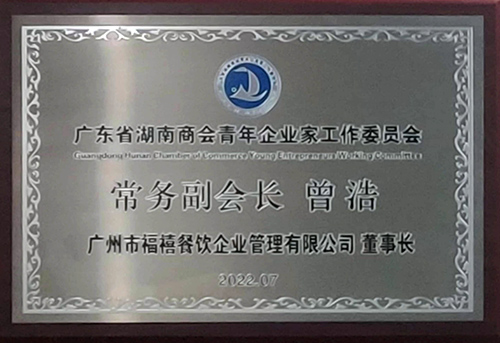 广东省湖南商会青年企业家工作委员会
Guangdong Hunan Chamber of Commerce Young Entrepreneurs Working Committee
常务副会长 曾浩
广州市福禧餐饮企业管理有限公司 董事长
2022.07